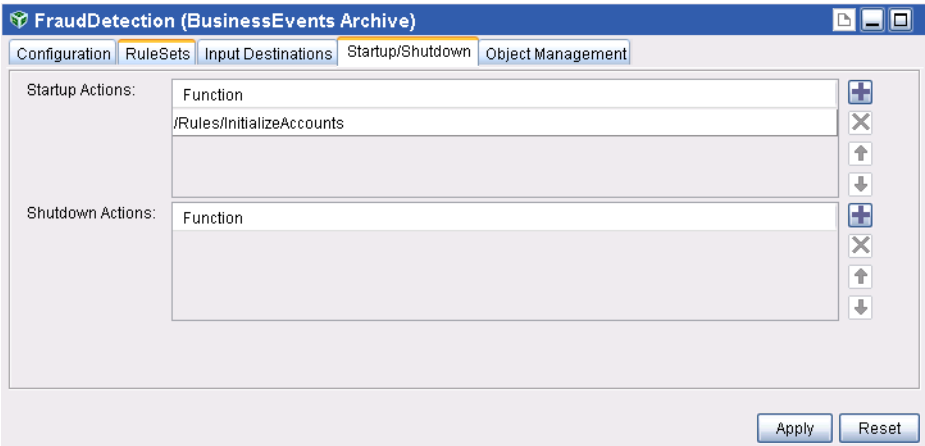 FraudDetection (BusinessEvents Archive)
Configuration RuleSets Input Destinations Startup/Shutdown Object Management
Startup Actions: Function
/Rules/InitializeAccounts
Shutdown Actions: Function
Apply Reset